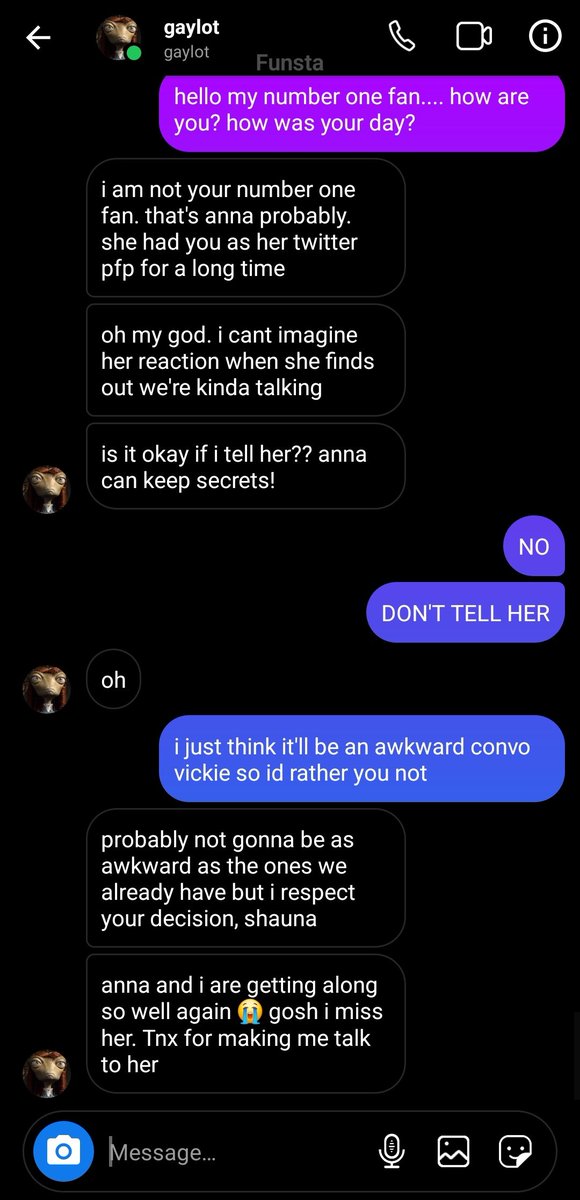 gaylot
gaylot
Funsta
hello my number one fan.... how are
you? how was your day?
i am not your number one
fan. that's anna probably.
she had you as her twitter
pfp for a long time
oh my god. i cant imagine
her reaction when she finds
out we're kinda talking
is it okay if i tell her?? anna
can keep secrets!
NO
DON'T TELL HER
oh
i just think it'll be an awkward convo
vickie so id rather you not
probably not gonna be as
awkward as the ones we
already have but i respect
your decision, shauna
anna and i are getting along
so well again 😭 gosh i miss
her. Tnx for making me talk
to her
Message...